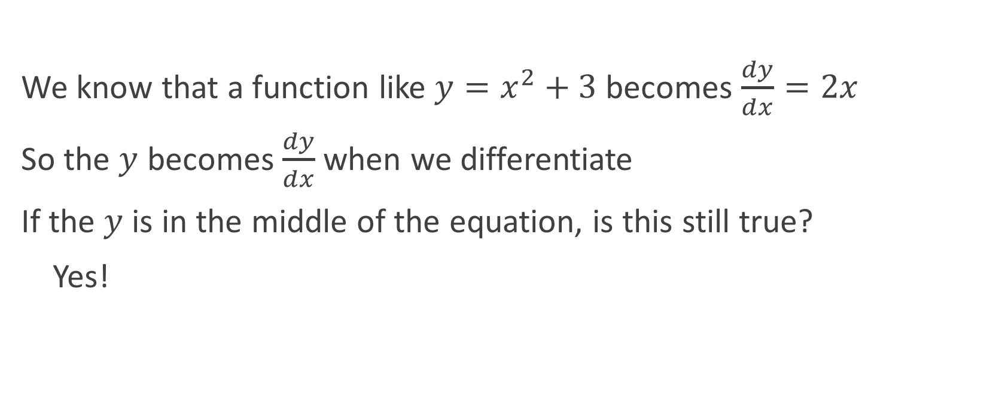 We know that a function like $y = x^2 + 3$ becomes $\frac{dy}{dx} = 2x$
So the $y$ becomes $\frac{dy}{dx}$ when we differentiate
If the $y$ is in the middle of the equation, is this still true?
Yes!